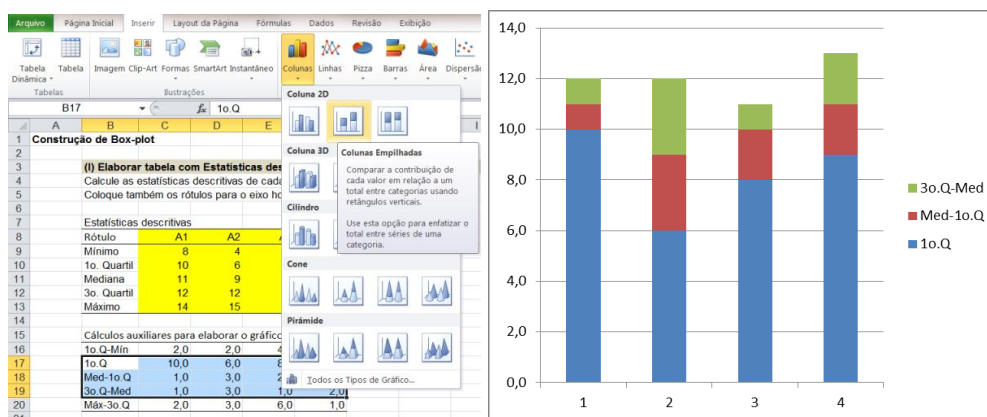 Arquivo Página Inicial Inserir Layout da Página Fórmulas Dados Revisão Exibição
Tabela Dinâmica Tabela Imagem Clip-Art Formas SmartArt Instantâneo Colunas Linhas Pizza Barras Área Dispersão
Tabelas Ilustrações
B17 fx 1o.Q
A B C D E I
1 Construção de Box-plot
2
3 (I) Elaborar tabela com Estatísticas des
4 Calcule as estatísticas descritivas de cada
5 Coloque também os rótulos para o eixo ho
6
7 Estatísticas descritivas
8 Rótulo A1 A2
9 Mínimo 8 4
10 1o. Quartil 10 6
11 Mediana 11 9
12 3o. Quartil 12 12
13 Máximo 14 15
14
15 Cálculos auxiliares para elaborar o gráfico
16 1o.Q-Mín 2,0 2,0 4
17 1o.Q 10,0 6,0 8
18 Med-1o.Q 1,0 3,0 2
19 3o.Q-Med 1,0 3,0 1,0 2,0
20 Máx-3o.Q 2,0 3,0 6,0 1,0
Coluna 2D
Coluna 3D
Cilindro
Cone
Pirâmide
Todos os Tipos de Gráfico...
Colunas Empilhadas
Comparar a contribuição de
cada valor em relação a um
total entre categorias usando
retângulos verticais.
Use esta opção para enfatizar o
total entre séries de uma
categoria.
14,0
12,0
10,0
8,0
6,0
4,0
2,0
0,0
1 2 3 4
3o.Q-Med
Med-1o.Q
1o.Q